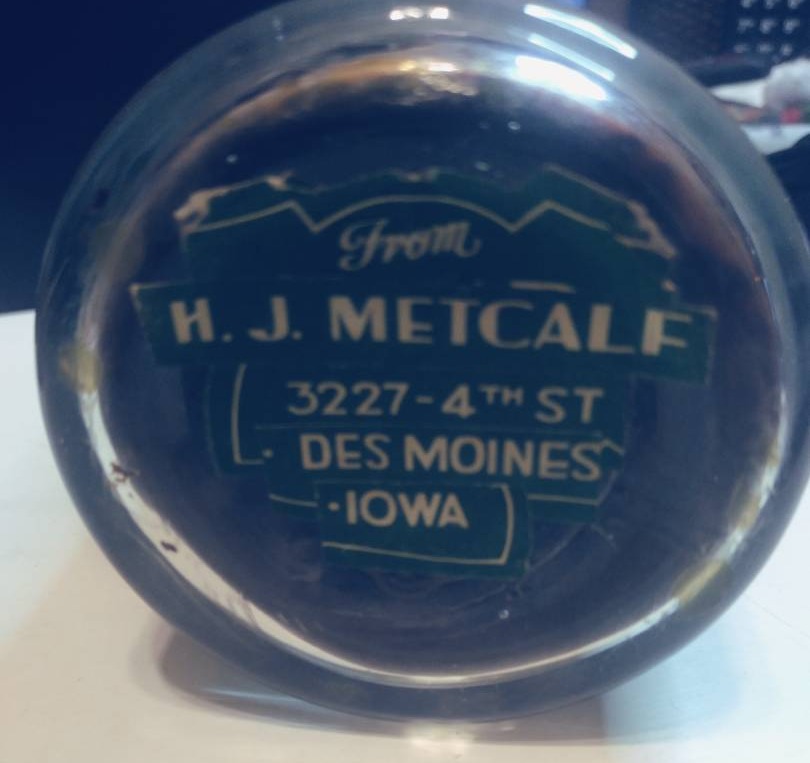 From
H. J. METCALF
3227-4TH ST
· DES MOINES
·IOWA